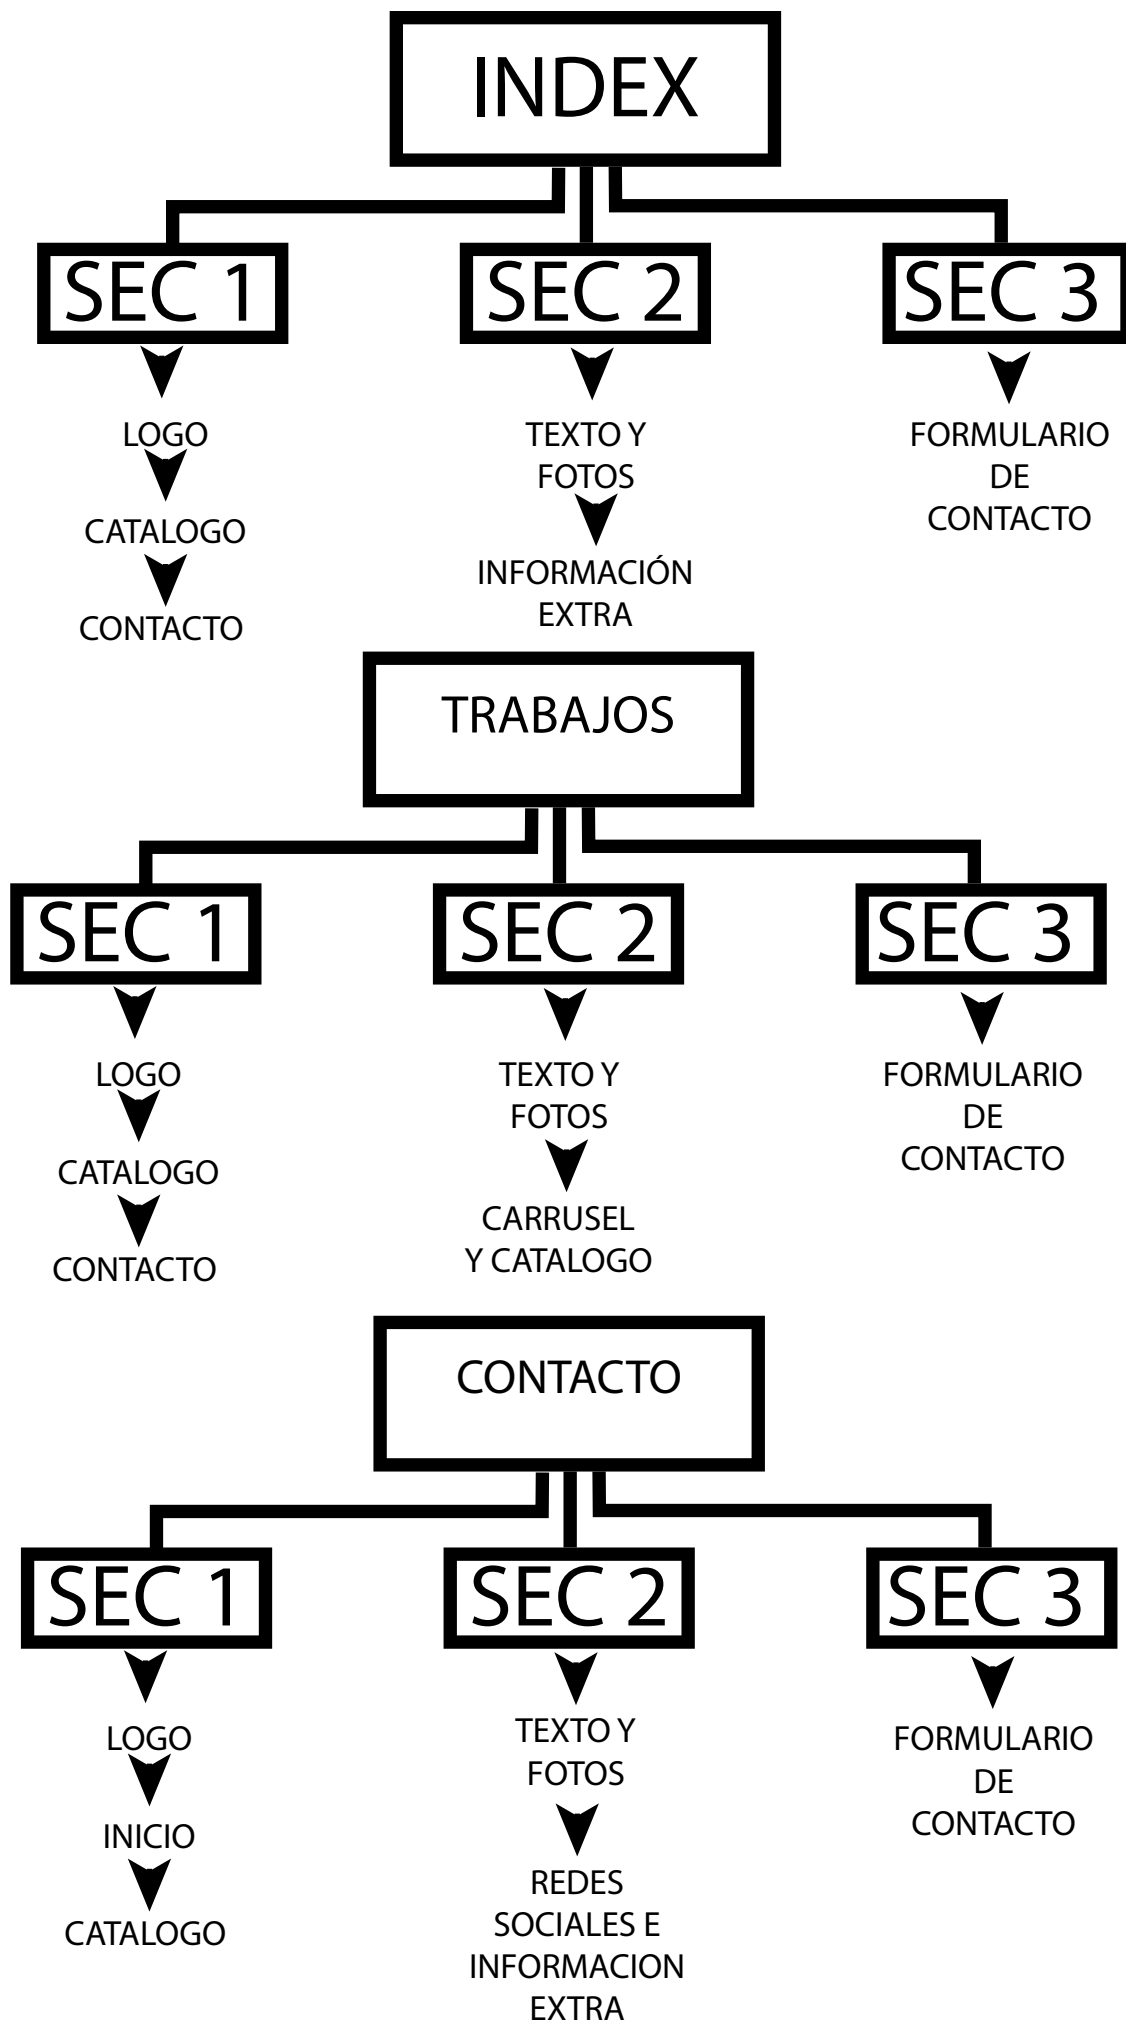 INDEX
SEC 1
SEC 2
SEC 3
LOGO
CATALOGO
CONTACTO
TEXTO Y
FOTOS
INFORMACIÓN
EXTRA
FORMULARIO
DE
CONTACTO
TRABAJOS
SEC 1
SEC 2
SEC 3
LOGO
CATALOGO
CONTACTO
TEXTO Y
FOTOS
CARRUSEL
Y CATALOGO
FORMULARIO
DE
CONTACTO
CONTACTO
SEC 1
SEC 2
SEC 3
LOGO
INICIO
CATALOGO
TEXTO Y
FOTOS
REDES
SOCIALES E
INFORMACION
EXTRA
FORMULARIO
DE
CONTACTO